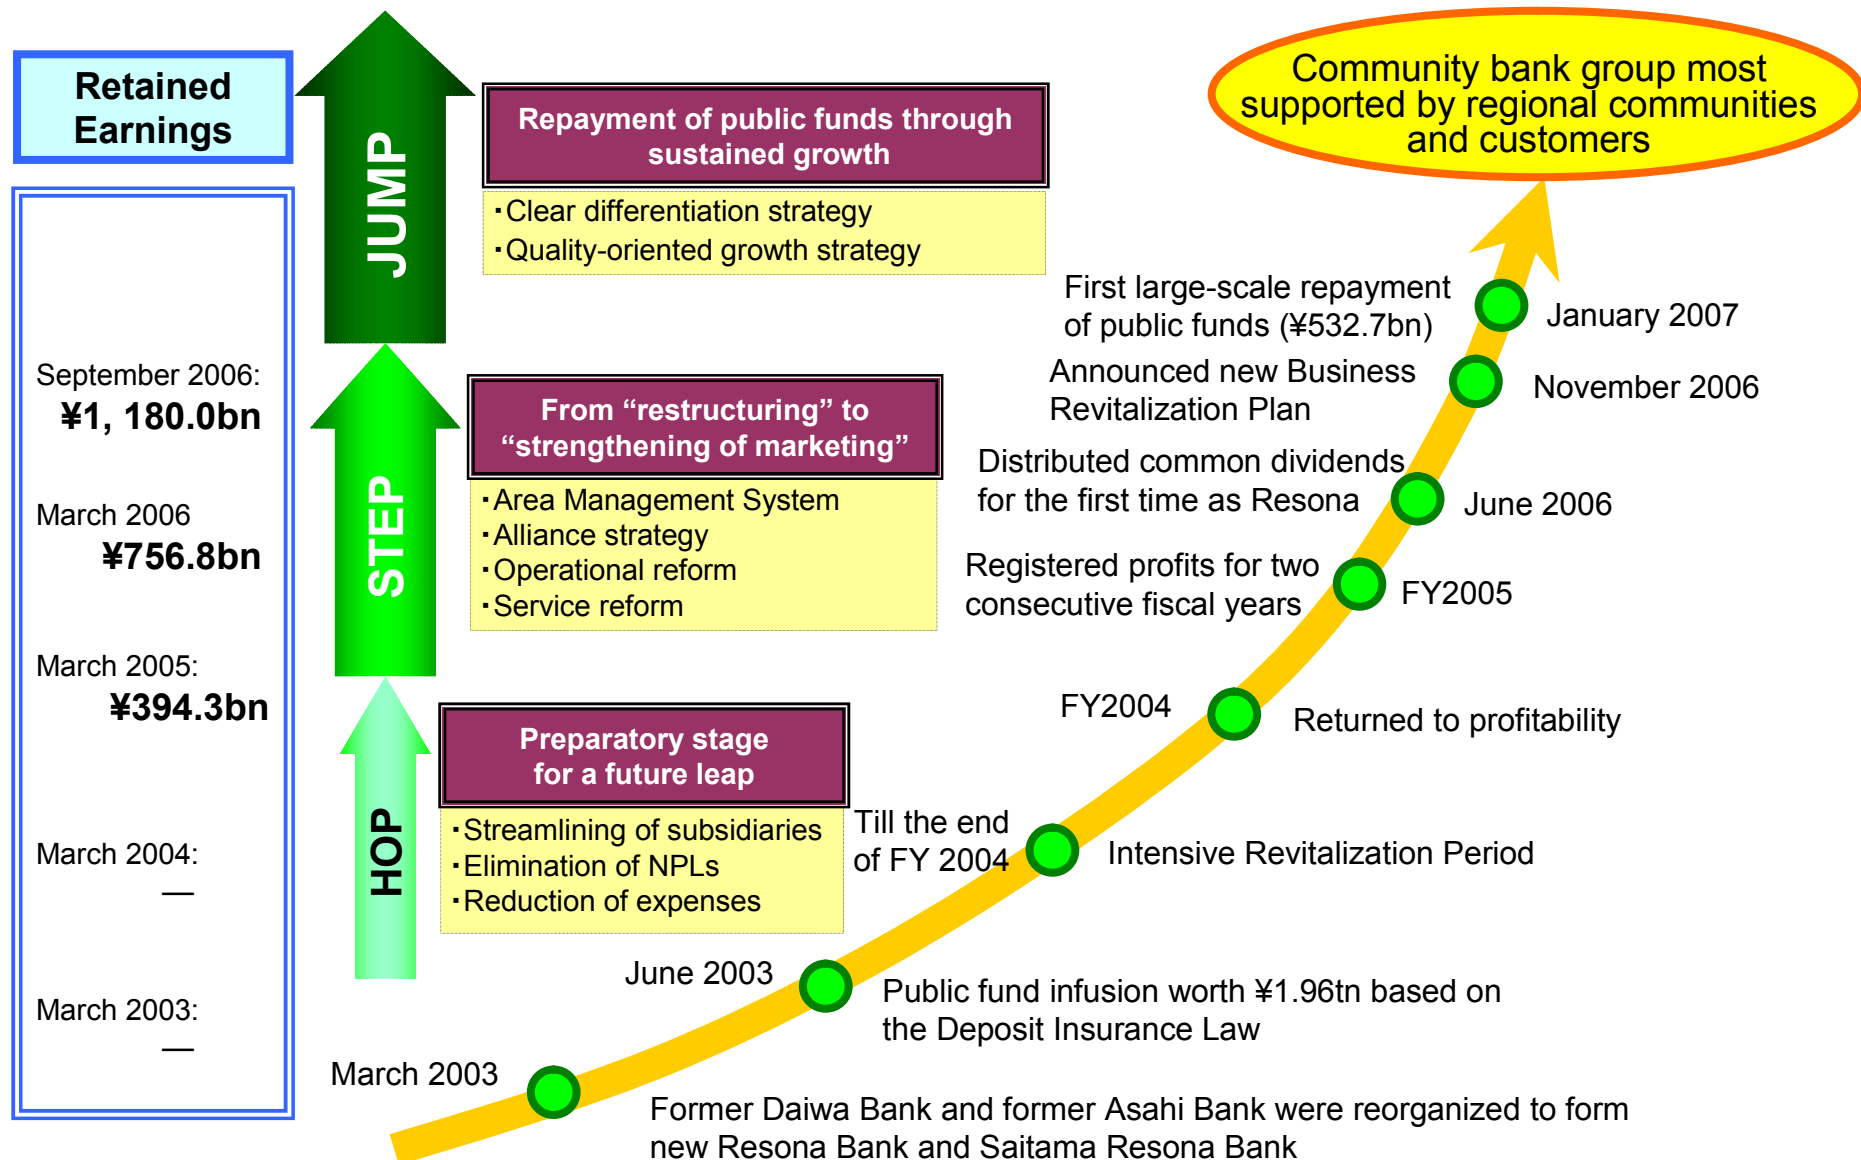 Retained
Earnings
September 2006:
¥1, 180.0bn
March 2006
¥756.8bn
March 2005:
¥394.3bn
March 2004:
—
March 2003:
—
JUMP
Repayment of public funds through
sustained growth
・Clear differentiation strategy
・Quality-oriented growth strategy
STEP
From “restructuring” to
“strengthening of marketing”
・Area Management System
・Alliance strategy
・Operational reform
・Service reform
HOP
Preparatory stage
for a future leap
・Streamlining of subsidiaries
・Elimination of NPLs
・Reduction of expenses
Community bank group most
supported by regional communities
and customers
First large-scale repayment
of public funds (¥532.7bn)
January 2007
Announced new Business
Revitalization Plan
November 2006
Distributed common dividends
for the first time as Resona
June 2006
Registered profits for two
consecutive fiscal years
FY2005
FY2004
Returned to profitability
Till the end
of FY 2004
Intensive Revitalization Period
June 2003
Public fund infusion worth ¥1.96tn based on
the Deposit Insurance Law
March 2003
Former Daiwa Bank and former Asahi Bank were reorganized to form
new Resona Bank and Saitama Resona Bank